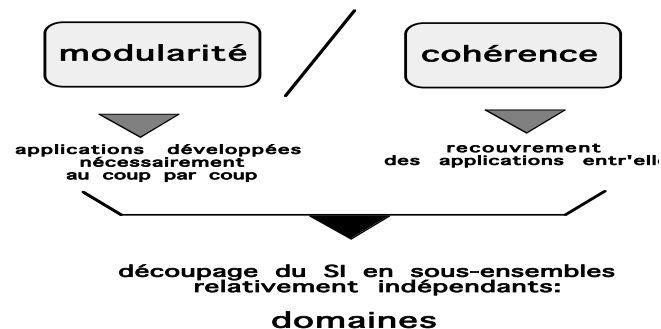 modularité
cohérence
applications développées
nécessairement
au coup par coup
recouvrement
des applications entr'elle
découpage du SI en sous-ensembles
relativement indépendants:
domaines